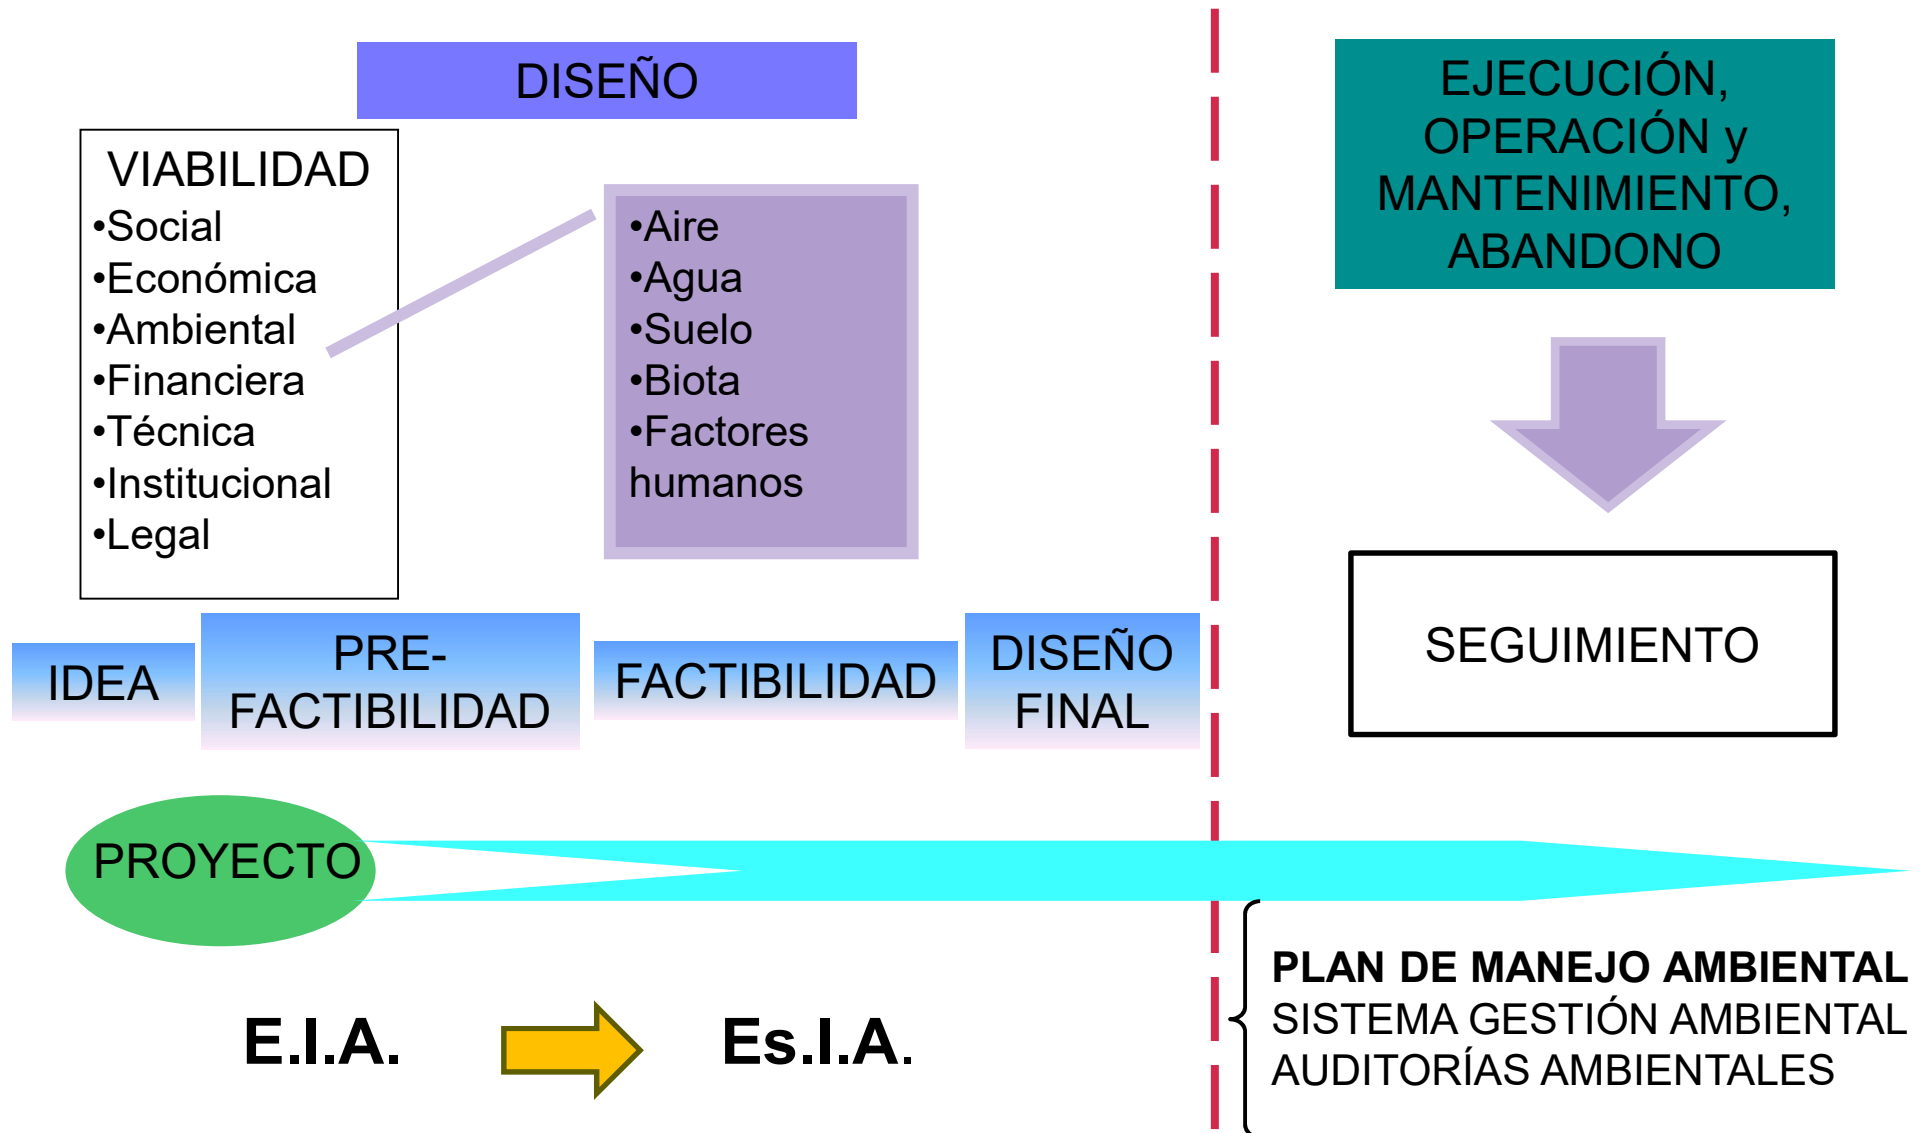 DISEÑO
VIABILIDAD
•Social
•Económica
•Ambiental
•Financiera
•Técnica
•Institucional
•Legal
•Aire
•Agua
•Suelo
•Biota
•Factores
humanos
EJECUCIÓN,
OPERACIÓN y
MANTENIMIENTO,
ABANDONO
SEGUIMIENTO
IDEA
PRE-
FACTIBILIDAD
FACTIBILIDAD
DISEÑO
FINAL
PROYECTO
E.I.A.
Es.I.A.
PLAN DE MANEJO AMBIENTAL
SISTEMA GESTIÓN AMBIENTAL
AUDITORÍAS AMBIENTALES